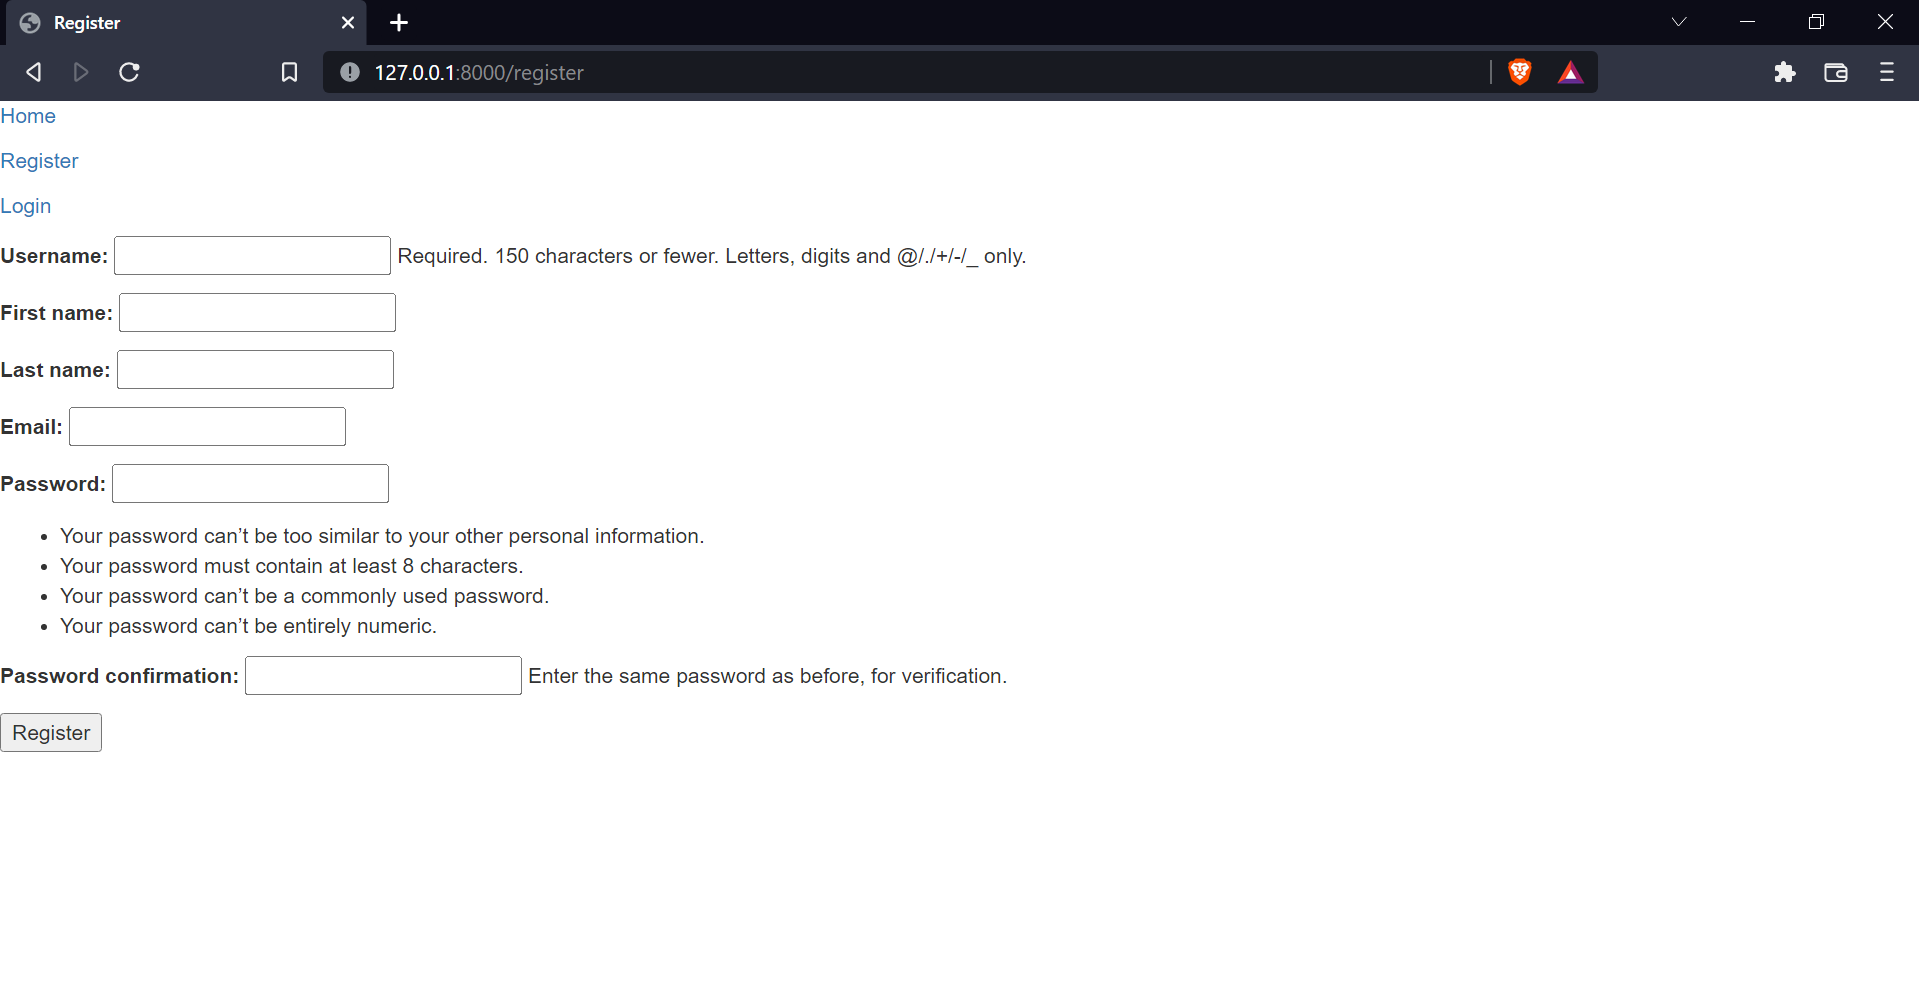 Register
127.0.0.1:8000/register
Home
Register
Login
Username: Required. 150 characters or fewer. Letters, digits and @/./+/-/_ only.
First name:
Last name:
Email:
Password:
Your password can’t be too similar to your other personal information.
Your password must contain at least 8 characters.
Your password can’t be a commonly used password.
Your password can’t be entirely numeric.
Password confirmation: Enter the same password as before, for verification.
Register